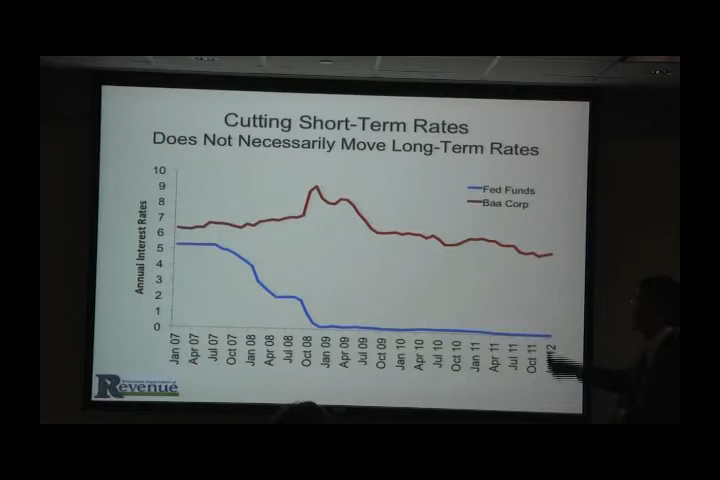 Cutting Short-Term Rates
Does Not Necessarily Move Long-Term Rates
10
9
8
7
6
5
4
3
2
1
0
Annual Interest Rates
Fed Funds
Baa Corp
Jan 07
Apr 07
Jul 07
Oct 07
Jan 08
Apr 08
Jul 08
Oct 08
Jan 09
Apr 09
Jul 09
Oct 09
Jan 10
Apr 10
Jul 10
Oct 10
Jan 11
Apr 11
Jul 11
Oct 11
12
Revenue